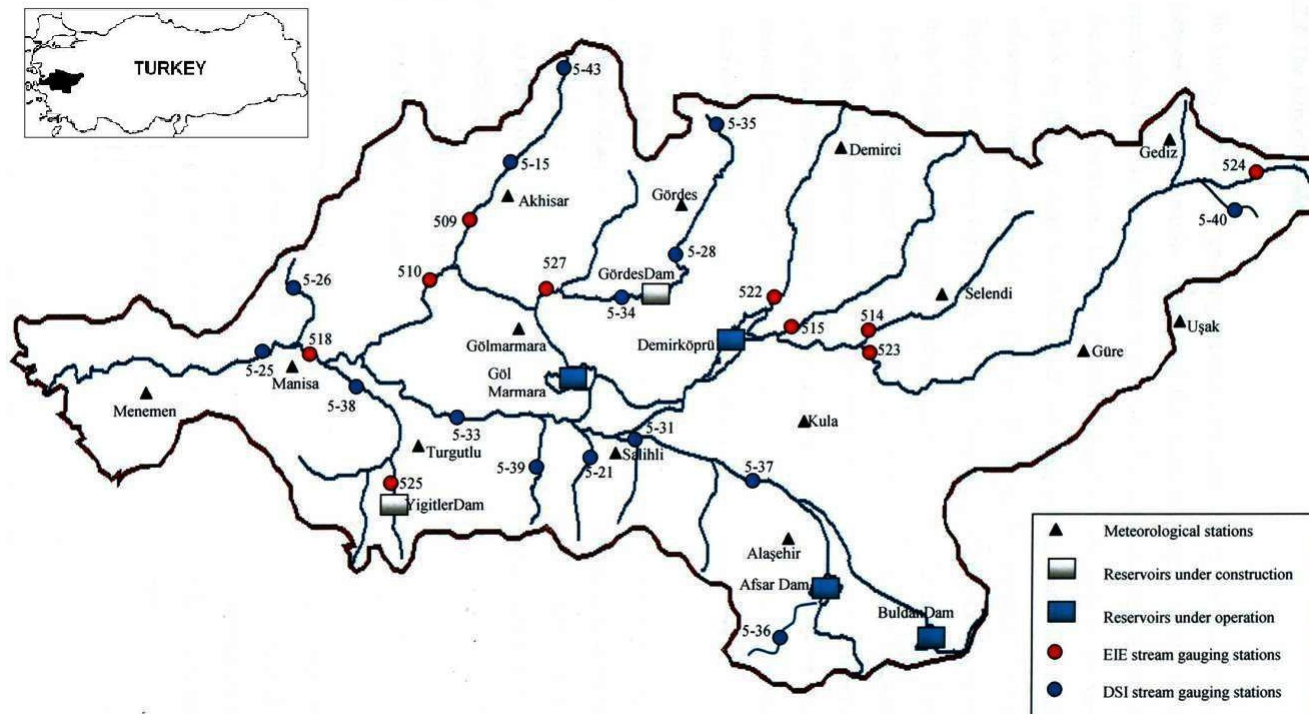 TURKEY
5-43
5-35
5-15
Demirci
Gediz
524
Akhisar
Gördes
509
5-40
5-28
510
527
GördesDam
5-26
522
Selendi
5-34
514
515
Uşak
518
Gölmarmara
Demirköprü
523
Güre
5-25
Manisa
Göl
Marmara
Menemen
5-38
5-33
Kula
5-31
Turgutlu
Salihli
5-39
5-21
5-37
525
YigitlerDam
Alaşehir
Afsar Dam
BuldanDam
5-36
Meteorological stations
Reservoirs under construction
Reservoirs under operation
EIE stream gauging stations
DSI stream gauging stations